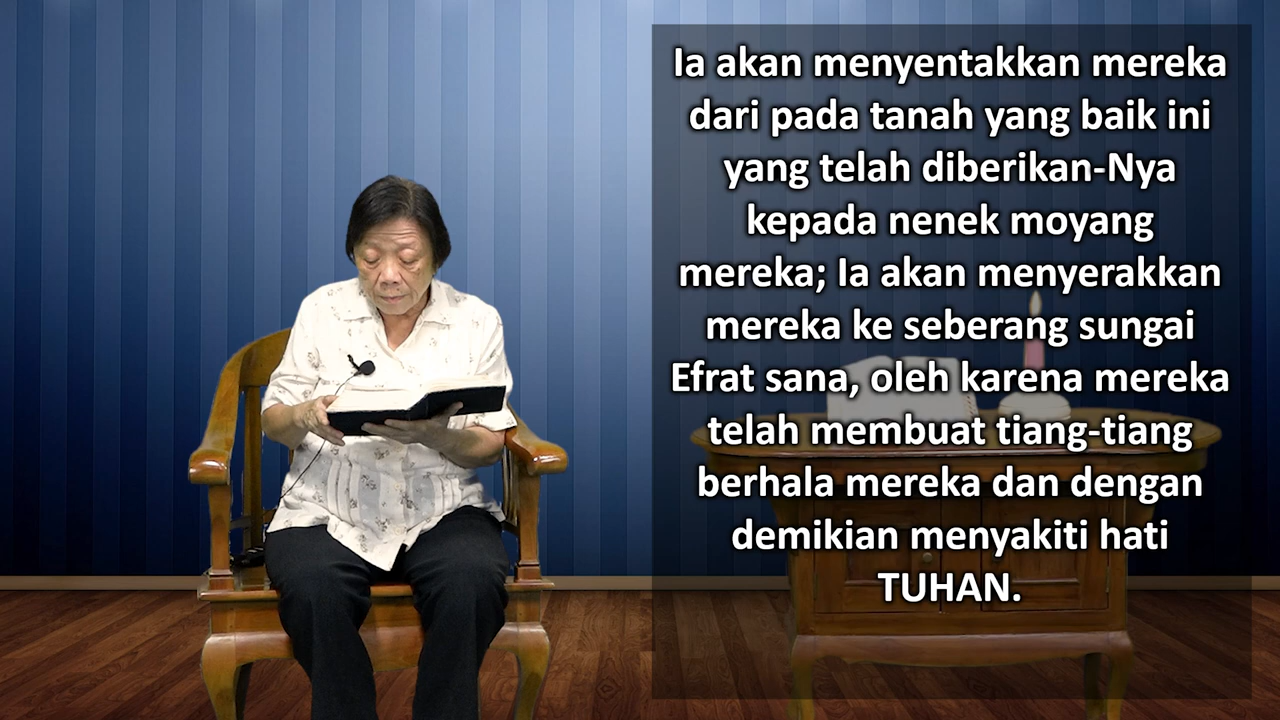 Ia akan menyentakkan mereka
dari pada tanah yang baik ini
yang telah diberikan-Nya
kepada nenek moyang
mereka; Ia akan menyerakkan
mereka ke seberang sungai
Efrat sana, oleh karena mereka
telah membuat tiang-tiang
berhala mereka dan dengan
demikian menyakiti hati
TUHAN.